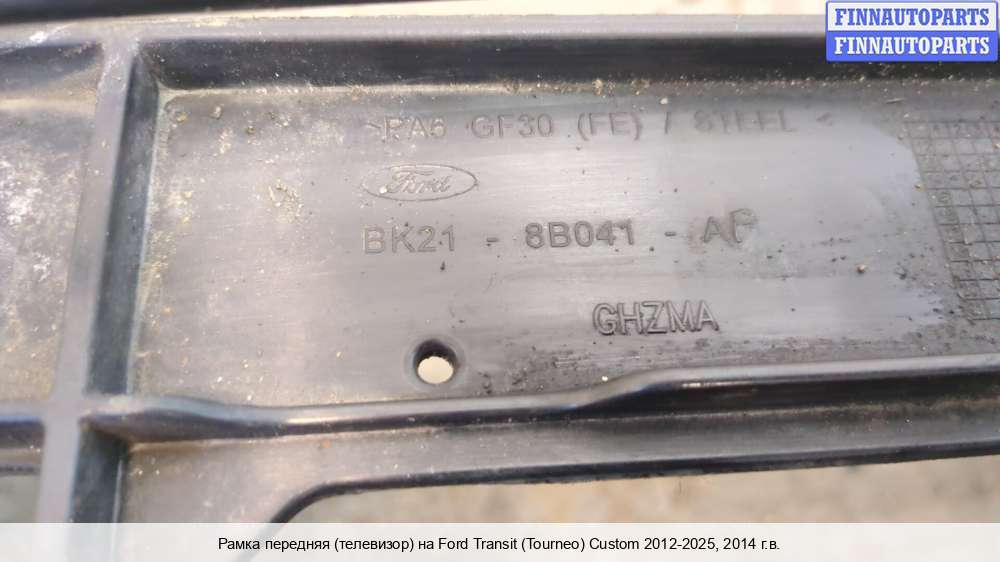 FINNAUTOPARTS
FINNAUTOPARTS
>PA6 GF30 (FE) / STEEL <
Ford
BK21 - 8B041 - AF
GHZMA
Рамка передняя (телевизор) на Ford Transit (Tourneo) Custom 2012-2025, 2014 г.в.